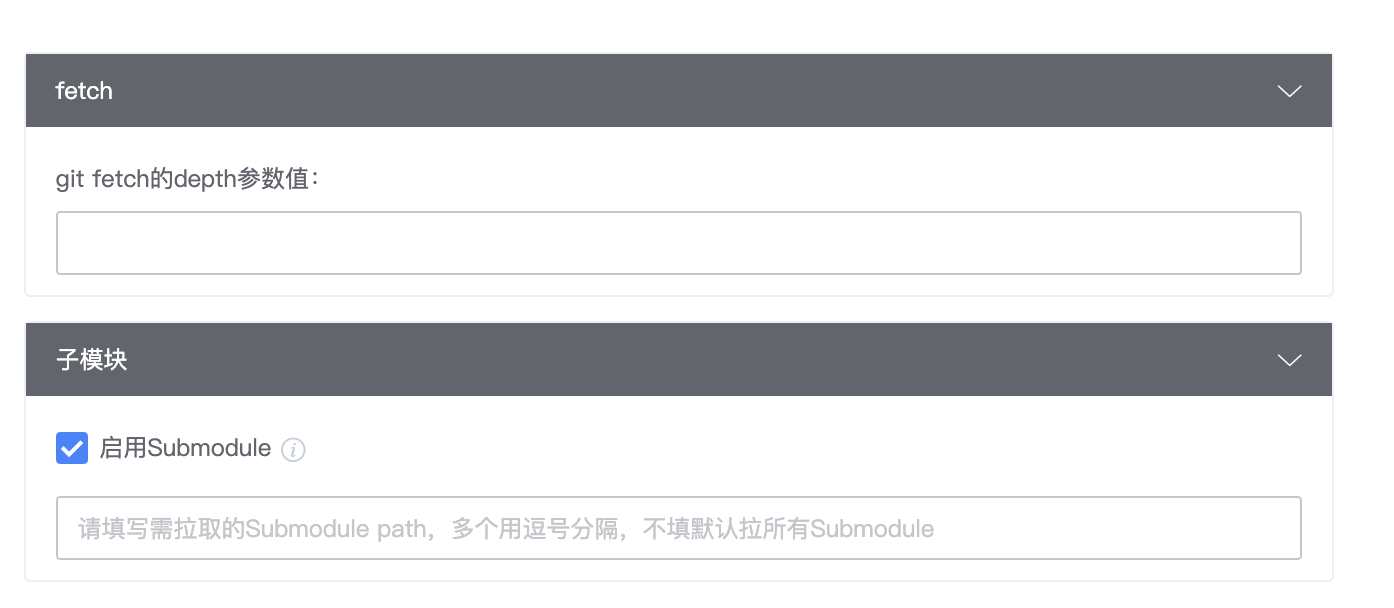 fetch
git fetch的depth参数值：
子模块
启用Submodule
请填写需拉取的Submodule path，多个用逗号分隔，不填默认拉所有Submodule